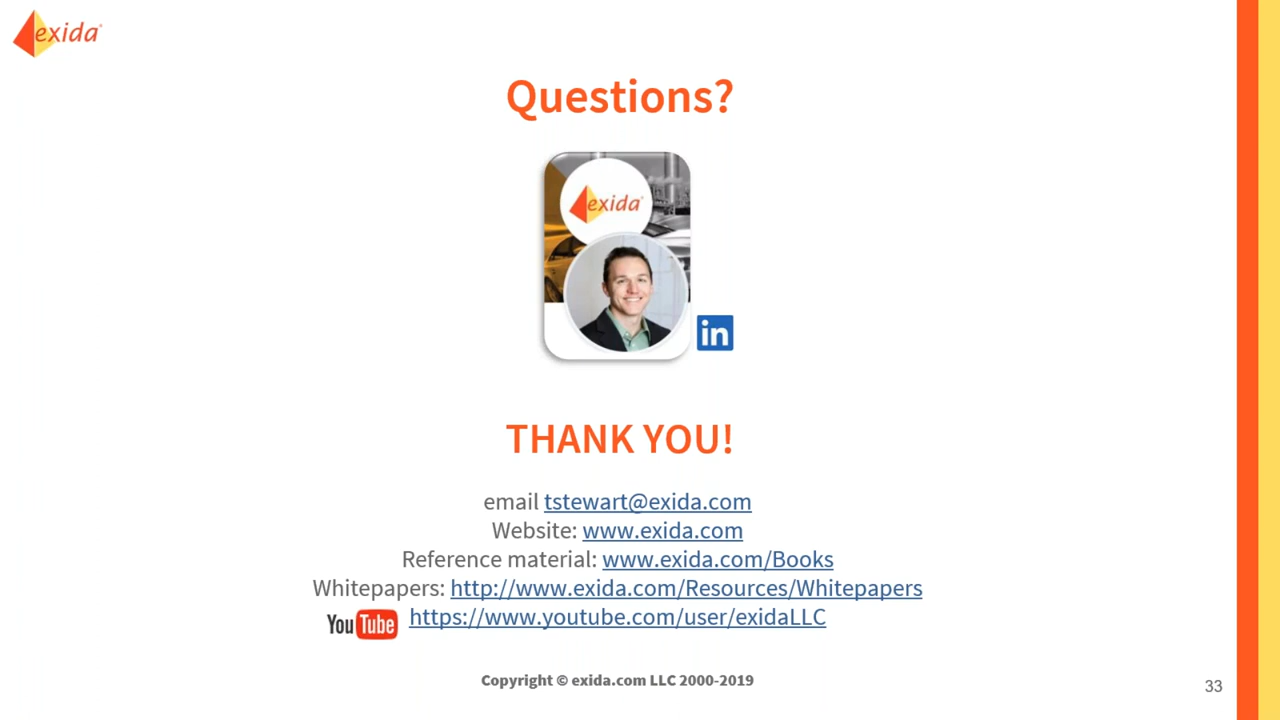 exida
Questions?
exida
in
THANK YOU!
email tstewart@exida.com
Website: www.exida.com
Reference material: www.exida.com/Books
Whitepapers: http://www.exida.com/Resources/Whitepapers
YouTube https://www.youtube.com/user/exidaLLC
Copyright © exida.com LLC 2000-2019
33